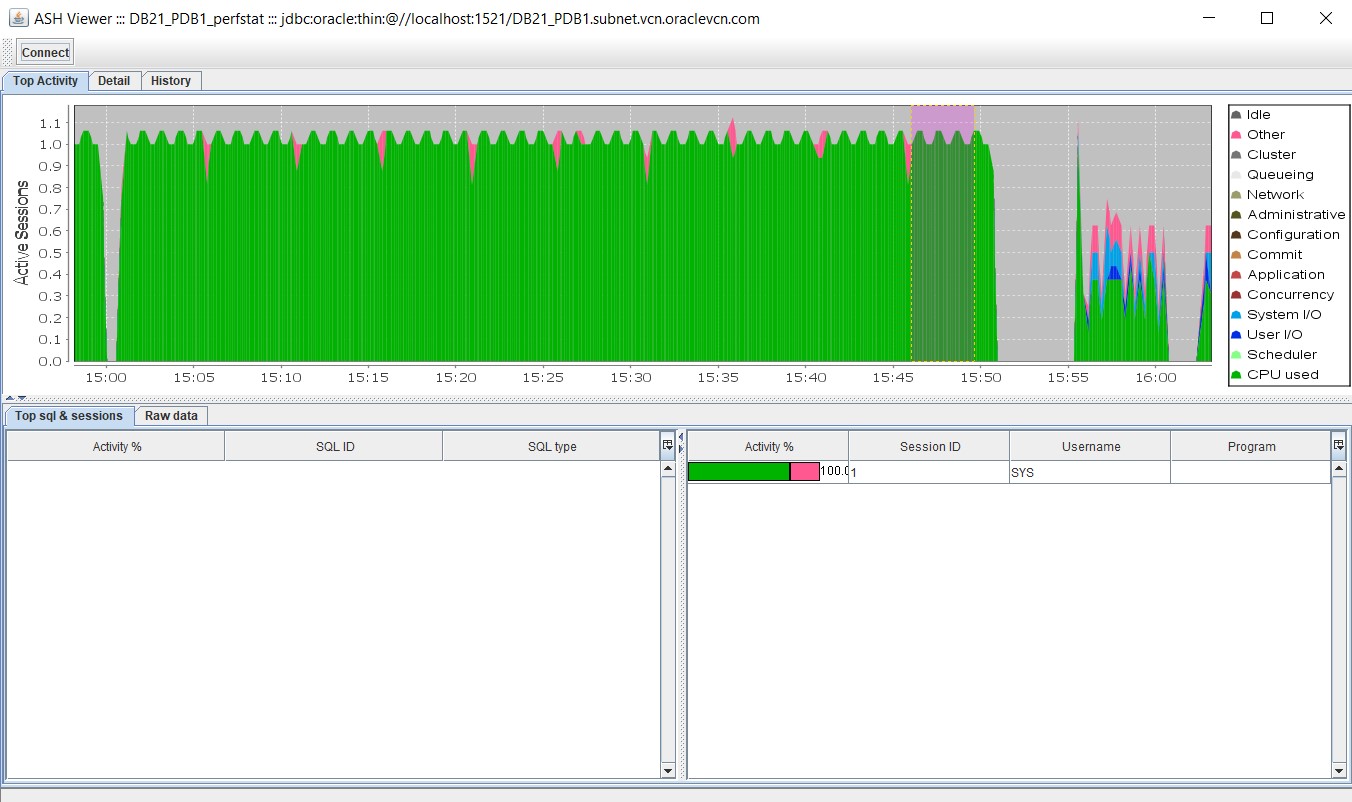 ASH Viewer ::: DB21_PDB1_perfstat ::: jdbc:oracle:thin:@//localhost:1521/DB21_PDB1.subnet.vcn.oraclevcn.com
Connect
Top Activity Detail History
Active Sessions
1.1
1.0
0.9
0.8
0.7
0.6
0.5
0.4
0.3
0.2
0.1
0.0
15:00 15:05 15:10 15:15 15:20 15:25 15:30 15:35 15:40 15:45 15:50 15:55 16:00
Idle
Other
Cluster
Queueing
Network
Administrative
Configuration
Commit
Application
Concurrency
System I/O
User I/O
Scheduler
CPU used
Top sql & sessions Raw data
Activity % SQL ID SQL type
Activity % Session ID Username Program
100.0 1 SYS